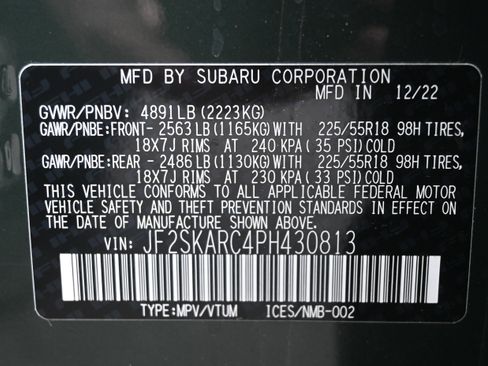 MFD BY SUBARU CORPORATION
MFD IN 12/22
GVWR/PNBV: 4891LB(2223KG)
GAWR/PNBE:FRONT-2563LB(1165KG)WITH 225/55R18 98H TIRES,
18X7J RIMS AT 240 KPA(35 PSI)COLD
GAWR/PNBE:REAR -2486LB(1130KG)WITH 225/55R18 98H TIRES,
18X7J RIMS AT 230 KPA(33 PSI)COLD
THIS VEHICLE CONFORMS TO ALL APPLICABLE FEDERAL MOTOR
VEHICLE SAFETY AND THEFT PREVENTION STANDARDS IN EFFECT ON
THE DATE OF MANUFACTURE SHOWN ABOVE.
VIN: JF2SKARC4PH430813
TYPE:MPV/VTUM ICES/NMB-002